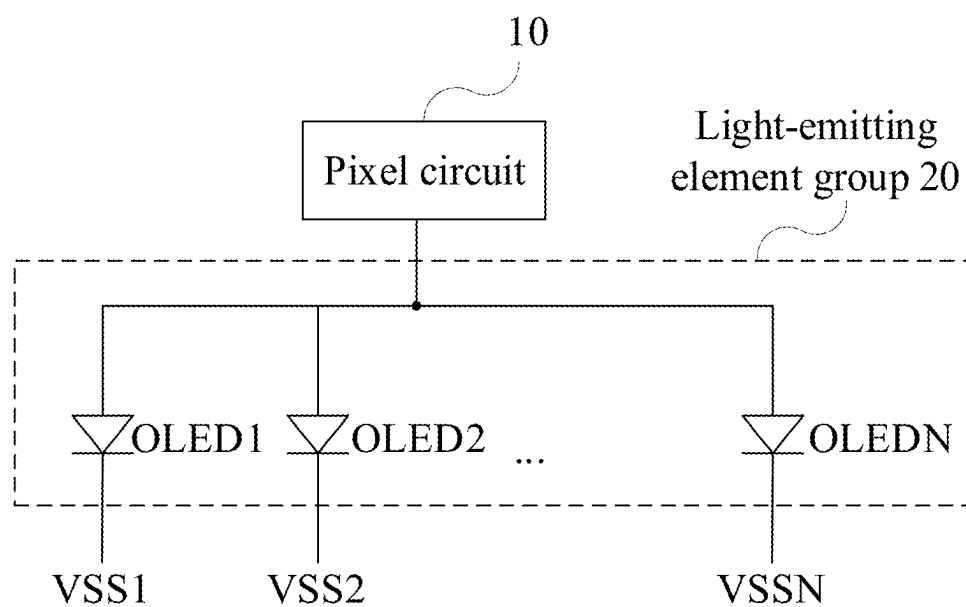 10
Pixel circuit
Light-emitting
element group 20
OLED1
OLED2
...
OLEDN
VSS1
VSS2
VSSN